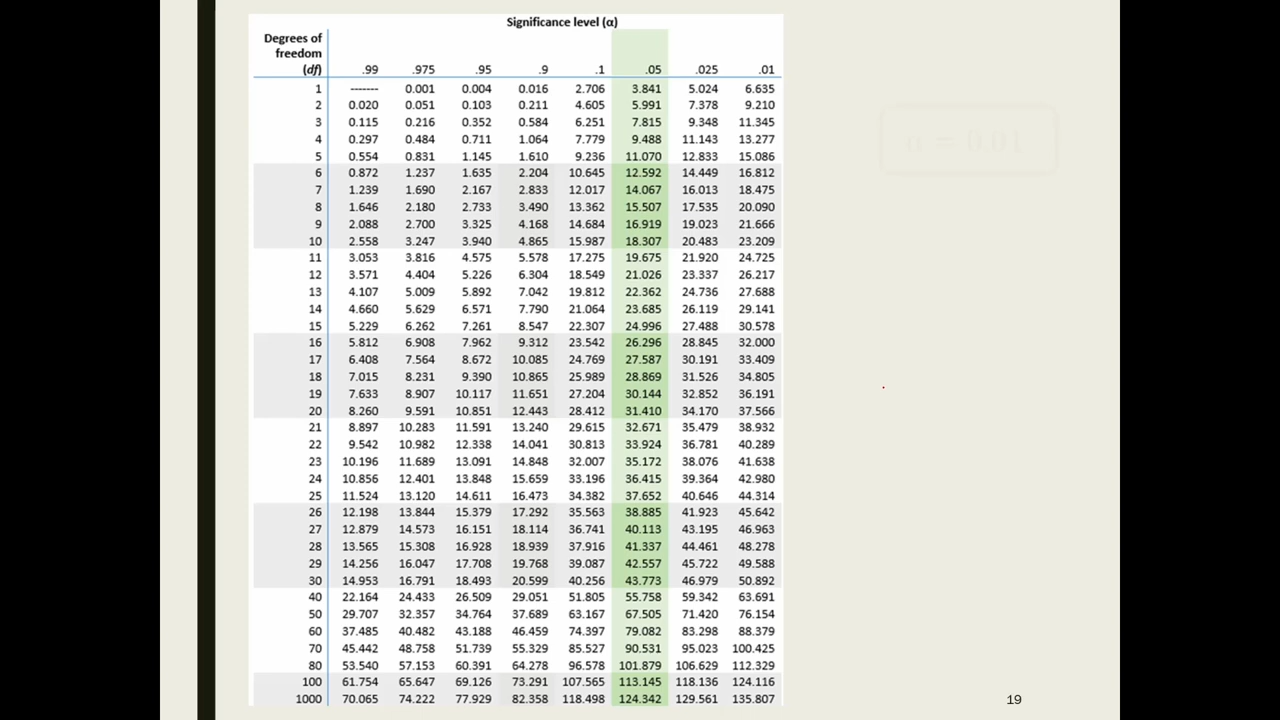 Significance level (α)
Degrees of
freedom
(df) .99 .975 .95 .9 .1 .05 .025 .01
1 ------- 0.001 0.004 0.016 2.706 3.841 5.024 6.635
2 0.020 0.051 0.103 0.211 4.605 5.991 7.378 9.210
3 0.115 0.216 0.352 0.584 6.251 7.815 9.348 11.345
4 0.297 0.484 0.711 1.064 7.779 9.488 11.143 13.277
5 0.554 0.831 1.145 1.610 9.236 11.070 12.833 15.086
6 0.872 1.237 1.635 2.204 10.645 12.592 14.449 16.812
7 1.239 1.690 2.167 2.833 12.017 14.067 16.013 18.475
8 1.646 2.180 2.733 3.490 13.362 15.507 17.535 20.090
9 2.088 2.700 3.325 4.168 14.684 16.919 19.023 21.666
10 2.558 3.247 3.940 4.865 15.987 18.307 20.483 23.209
11 3.053 3.816 4.575 5.578 17.275 19.675 21.920 24.725
12 3.571 4.404 5.226 6.304 18.549 21.026 23.337 26.217
13 4.107 5.009 5.892 7.042 19.812 22.362 24.736 27.688
14 4.660 5.629 6.571 7.790 21.064 23.685 26.119 29.141
15 5.229 6.262 7.261 8.547 22.307 24.996 27.488 30.578
16 5.812 6.908 7.962 9.312 23.542 26.296 28.845 32.000
17 6.408 7.564 8.672 10.085 24.769 27.587 30.191 33.409
18 7.015 8.231 9.390 10.865 25.989 28.869 31.526 34.805
19 7.633 8.907 10.117 11.651 27.204 30.144 32.852 36.191
20 8.260 9.591 10.851 12.443 28.412 31.410 34.170 37.566
21 8.897 10.283 11.591 13.240 29.615 32.671 35.479 38.932
22 9.542 10.982 12.338 14.041 30.813 33.924 36.781 40.289
23 10.196 11.689 13.091 14.848 32.007 35.172 38.076 41.638
24 10.856 12.401 13.848 15.659 33.196 36.415 39.364 42.980
25 11.524 13.120 14.611 16.473 34.382 37.652 40.646 44.314
26 12.198 13.844 15.379 17.292 35.563 38.885 41.923 45.642
27 12.879 14.573 16.151 18.114 36.741 40.113 43.195 46.963
28 13.565 15.308 16.928 18.939 37.916 41.337 44.461 48.278
29 14.256 16.047 17.708 19.768 39.087 42.557 45.722 49.588
30 14.953 16.791 18.493 20.599 40.256 43.773 46.979 50.892
40 22.164 24.433 26.509 29.051 51.805 55.758 59.342 63.691
50 29.707 32.357 34.764 37.689 63.167 67.505 71.420 76.154
60 37.485 40.482 43.188 46.459 74.397 79.082 83.298 88.379
70 45.442 48.758 51.739 55.329 85.527 90.531 95.023 100.425
80 53.540 57.153 60.391 64.278 96.578 101.879 106.629 112.329
100 61.754 65.647 69.126 73.291 107.565 113.145 118.136 124.116
1000 70.065 74.222 77.929 82.358 118.498 124.342 129.561 135.807
19